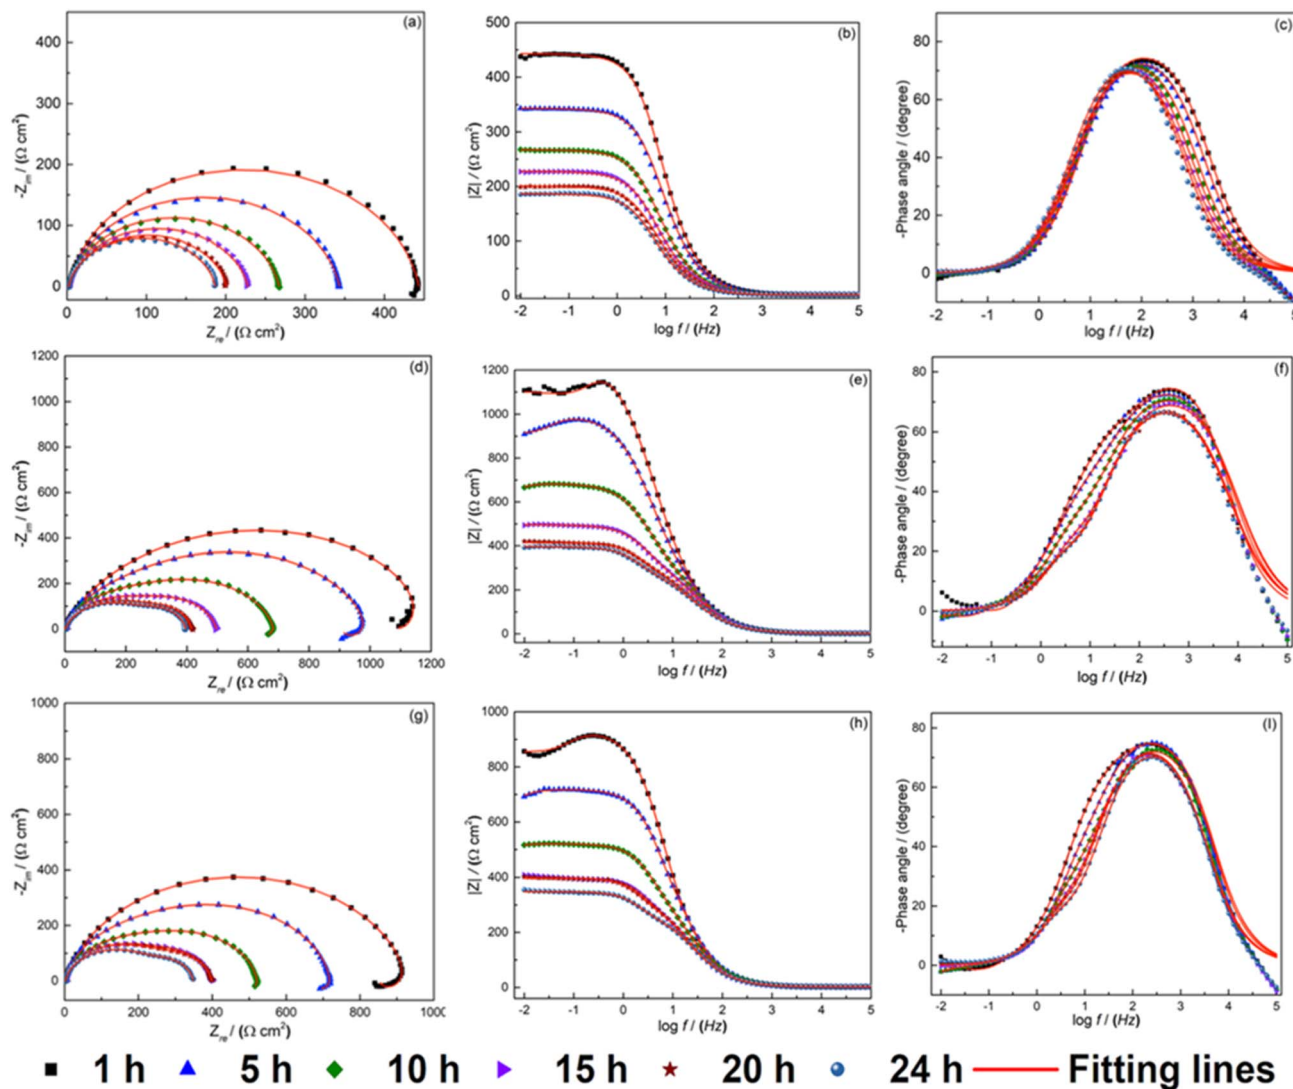 (a)
400
300
200
100
0
-Z_im / (Ω cm²)
0 100 200 300 400
Z_re / (Ω cm²)
(b)
500
400
300
200
100
0
|Z| / (Ω cm²)
-2 -1 0 1 2 3 4 5
log f / (Hz)
(c)
80
60
40
20
0
-Phase angle / (degree)
-2 -1 0 1 2 3 4 5
log f / (Hz)
(d)
1200
1000
800
600
400
200
0
-Z_im / (Ω cm²)
0 200 400 600 800 1000 1200
Z_re / (Ω cm²)
(e)
1200
1000
800
600
400
200
0
|Z| / (Ω cm²)
-2 -1 0 1 2 3 4 5
log f / (Hz)
(f)
80
60
40
20
0
-Phase angle / (degree)
-2 -1 0 1 2 3 4 5
log f / (Hz)
(g)
1000
800
600
400
200
0
-Z_im / (Ω cm²)
0 200 400 600 800 1000
Z_re / (Ω cm²)
(h)
1000
800
600
400
200
0
|Z| / (Ω cm²)
-2 -1 0 1 2 3 4 5
log f / (Hz)
(I)
80
60
40
20
0
-Phase angle / (degree)
-2 -1 0 1 2 3 4 5
log f / (Hz)
1 h 5 h 10 h 15 h 20 h 24 h Fitting lines